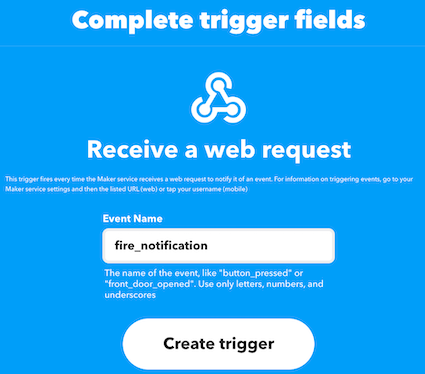 Complete trigger fields
Receive a web request
This trigger fires every time the Maker service receives a web request to notify it of an event. For information on triggering events, go to your
Maker service settings and then the listed URL (web) or tap your username (mobile)
Event Name
fire_notification
The name of the event, like "button_pressed" or
"front_door_opened". Use only letters, numbers, and
underscores
Create trigger